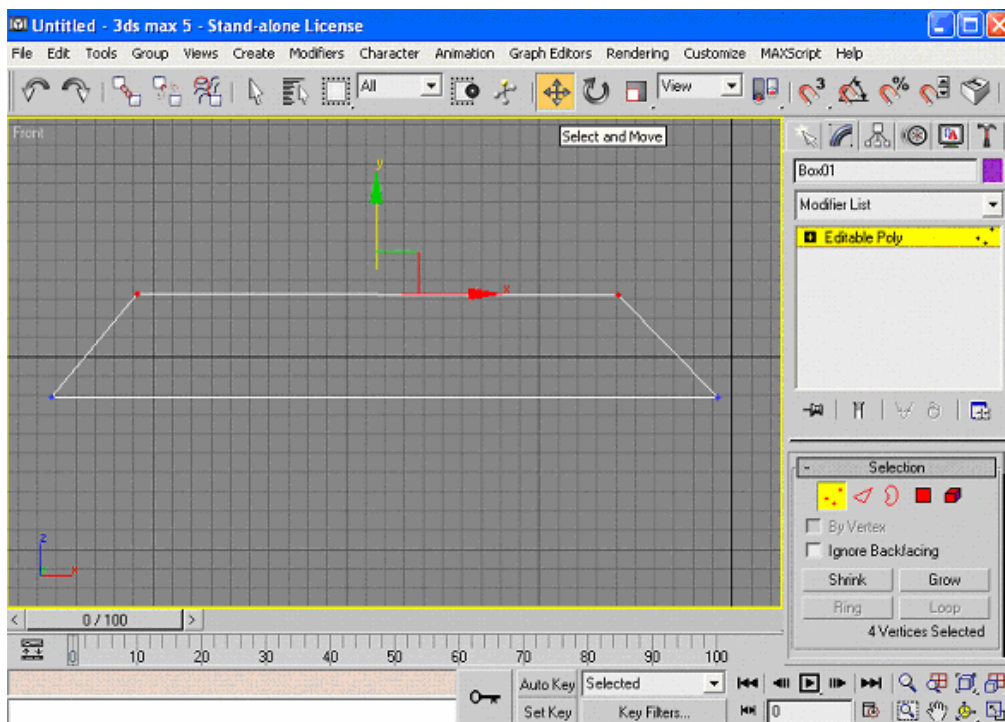 Untitled - 3ds max 5 - Stand-alone License
File Edit Tools Group Views Create Modifiers Character Animation Graph Editors Rendering Customize MAXScript Help
All View 3 %
Front
Select and Move
y
x
z
x
Box01
Modifier List
Editable Poly
- Selection
By Vertex
Ignore Backfacing
Shrink Grow
Ring Loop
4 Vertices Selected
< 0 / 100 >
0 10 20 30 40 50 60 70 80 90 100
Auto Key Selected
Set Key Key Filters... 0